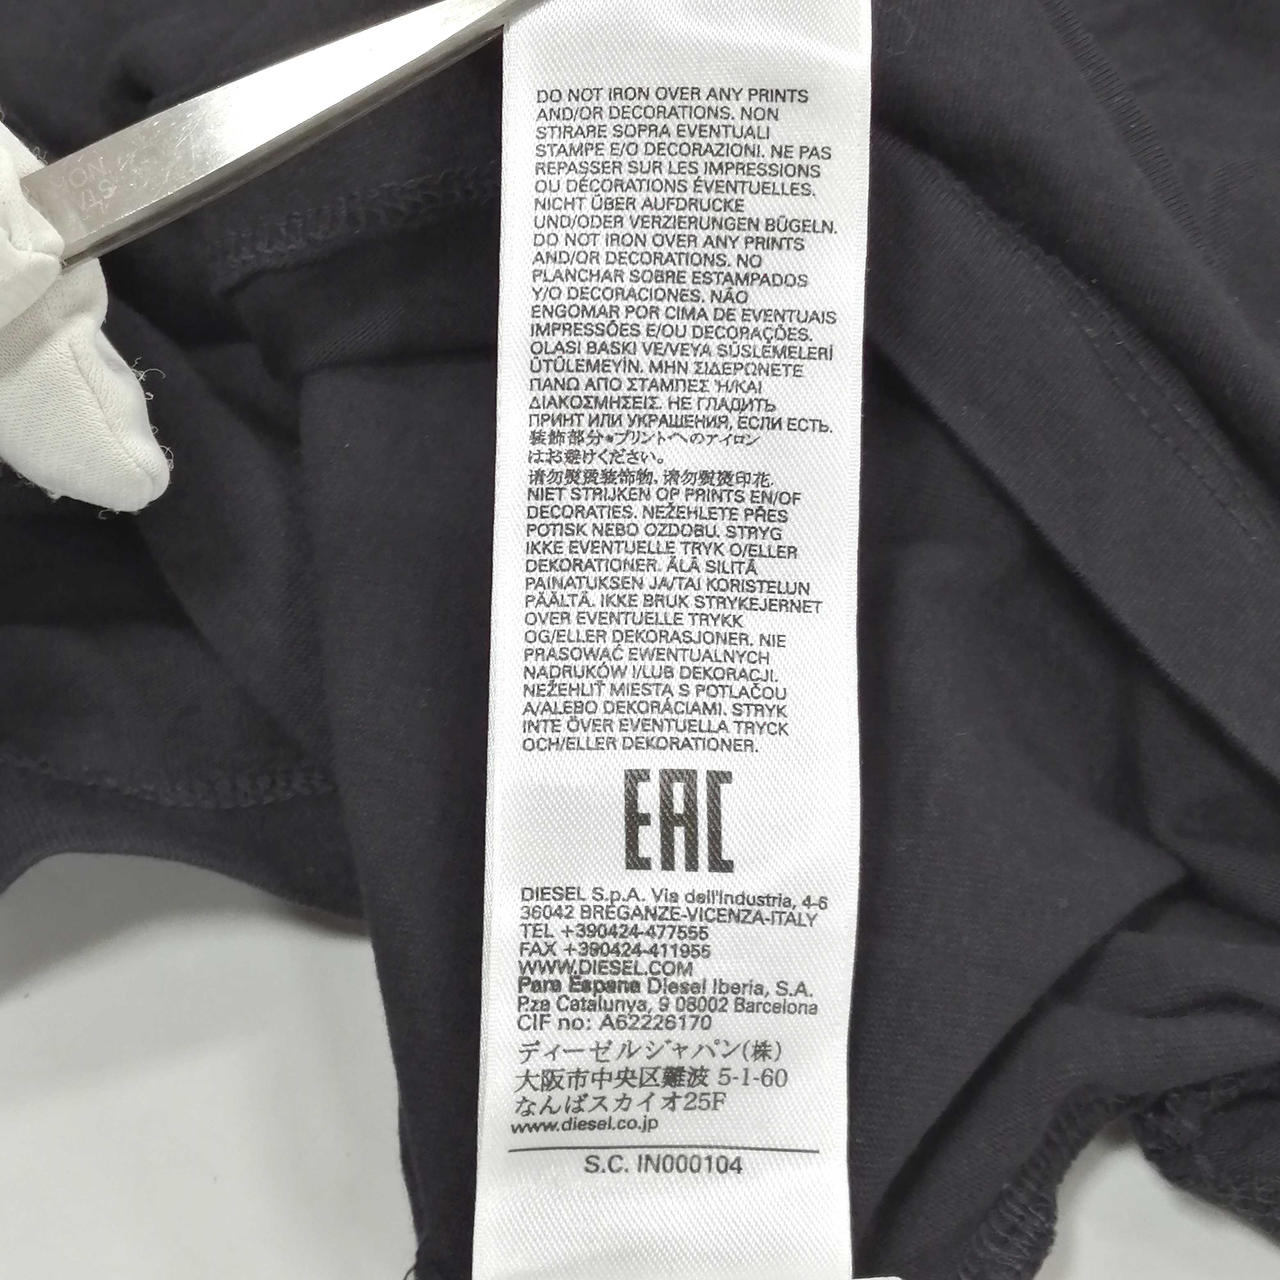 DO NOT IRON OVER ANY PRINTS
AND/OR DECORATIONS. NON
STIRARE SOPRA EVENTUALI
STAMPE E/O DECORAZIONI. NE PAS
REPASSER SUR LES IMPRESSIONS
OU DÉCORATIONS ÉVENTUELLES.
NICHT ÜBER AUFDRUCKE
UND/ODER VERZIERUNGEN BÜGELN.
DO NOT IRON OVER ANY PRINTS
AND/OR DECORATIONS. NO
PLANCHAR SOBRE ESTAMPADOS
Y/O DECORACIONES. NÃO
ENGOMAR POR CIMA DE EVENTUAIS
IMPRESSÕES E/OU DECORAÇÕES.
OLASI BASKI VE/VEYA SÜSLEMELERİ
ÜTÜLEMEYİN. ΜΗΝ ΣΙΔΕΡΩΝΕΤΕ
ΠΑΝΩ ΑΠΟ ΣΤΑΜΠΕΣ Ή/ΚΑΙ
ΔΙΑΚΟΣΜΗΣΕΙΣ. НЕ ГЛАДИТЬ
ПРИНТ ИЛИ УКРАШЕНИЯ, ЕСЛИ ЕСТЬ.
装飾部分•プリントへのアイロン
はお避けください。
请勿熨烫装饰物, 请勿熨烫印花.
NIET STRIJKEN OP PRINTS EN/OF
DECORATIES. NEŽEHLETE PŘES
POTISK NEBO OZDOBU. STRYG
IKKE EVENTUELLE TRYK O/ELLER
DEKORATIONER. ÄLÄ SILITÄ
PAINATUKSEN JA/TAI KORISTELUN
PÄÄLTÄ. IKKE BRUK STRYKEJERNET
OVER EVENTUELLE TRYKK
OG/ELLER DEKORASJONER. NIE
PRASOWAĆ EWENTUALNYCH
NADRUKÓW I/LUB DEKORACJI.
NEŽEHLIŤ MIESTA S POTLAČOU
A/ALEBO DEKORÁCIAMI. STRYK
INTE ÖVER EVENTUELLA TRYCK
OCH/ELLER DEKORATIONER.
EAC
DIESEL S.p.A. Via dell'Industria, 4-6
36042 BREGANZE-VICENZA-ITALY
TEL +390424-477555
FAX +390424-411955
WWW.DIESEL.COM
Para Espana Diesel Iberia, S.A.
P.za Catalunya, 9 08002 Barcelona
CIF no: A62226170
ディーゼルジャパン(株)
大阪市中央区難波 5-1-60
なんばスカイオ25F
www.diesel.co.jp
S.C. IN000104